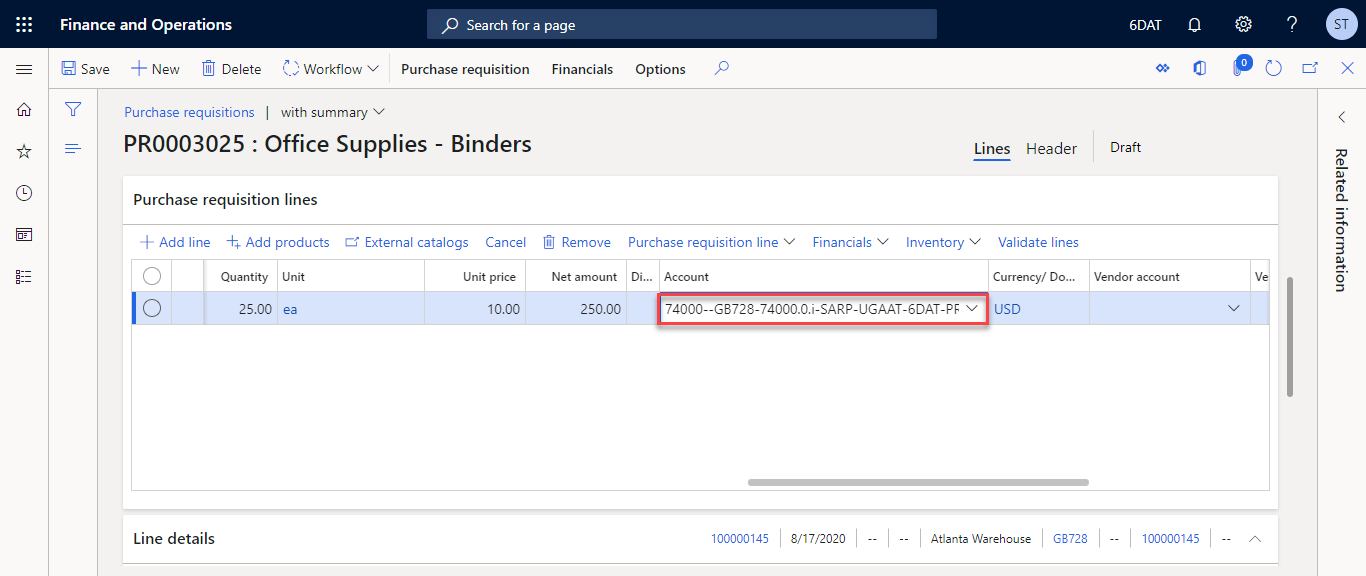 Finance and Operations
Search for a page
6DAT
?
ST
Save
New
Delete
Workflow
Purchase requisition
Financials
Options
0
Purchase requisitions | with summary
PR0003025 : Office Supplies - Binders
Lines
Header
Draft
Related information
Purchase requisition lines
Add line
Add products
External catalogs
Cancel
Remove
Purchase requisition line
Financials
Inventory
Validate lines
Quantity Unit Unit price Net amount Di... Account Currency/ Do... Vendor account Ve
25.00 ea 10.00 250.00 74000--GB728-74000.0.i-SARP-UGAAT-6DAT-PR USD
Line details
100000145 8/17/2020 -- -- Atlanta Warehouse GB728 -- 100000145 --